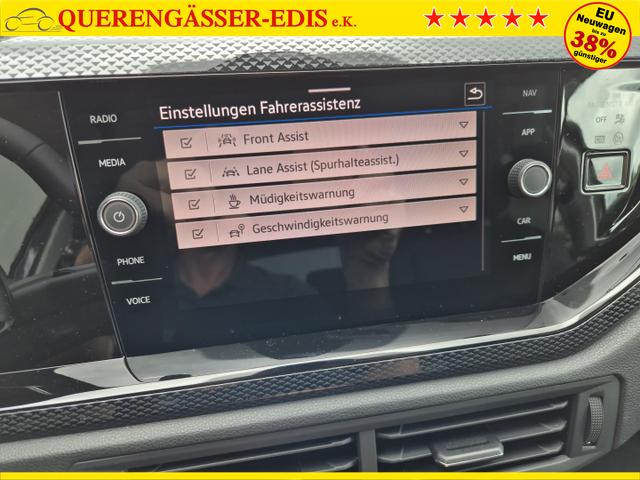 QUERENGÄSSER-EDIS e.K.
EU
Neuwagen
bis zu
38%
günstiger
Einstellungen Fahrerassistenz
Front Assist
Lane Assist (Spurhalteassist.)
Müdigkeitswarnung
Geschwindigkeitswarnung
RADIO
MEDIA
PHONE
VOICE
NAV
APP
CAR
MENU
OFF